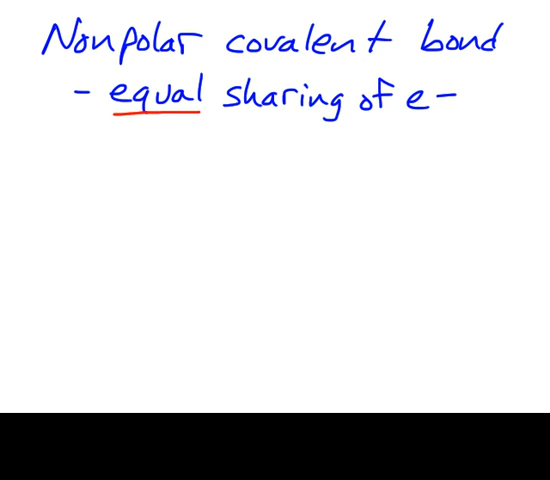 Nonpolar covalent bond
- equal sharing of e-